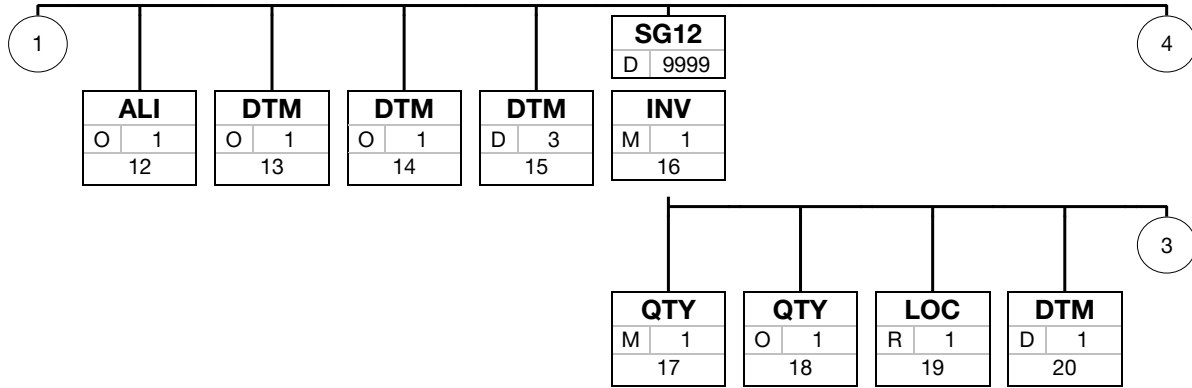 1
SG12
D 9999
4
ALI
O 1
12
DTM
O 1
13
DTM
O 1
14
DTM
D 3
15
INV
M 1
16
3
QTY
M 1
17
QTY
O 1
18
LOC
R 1
19
DTM
D 1
20